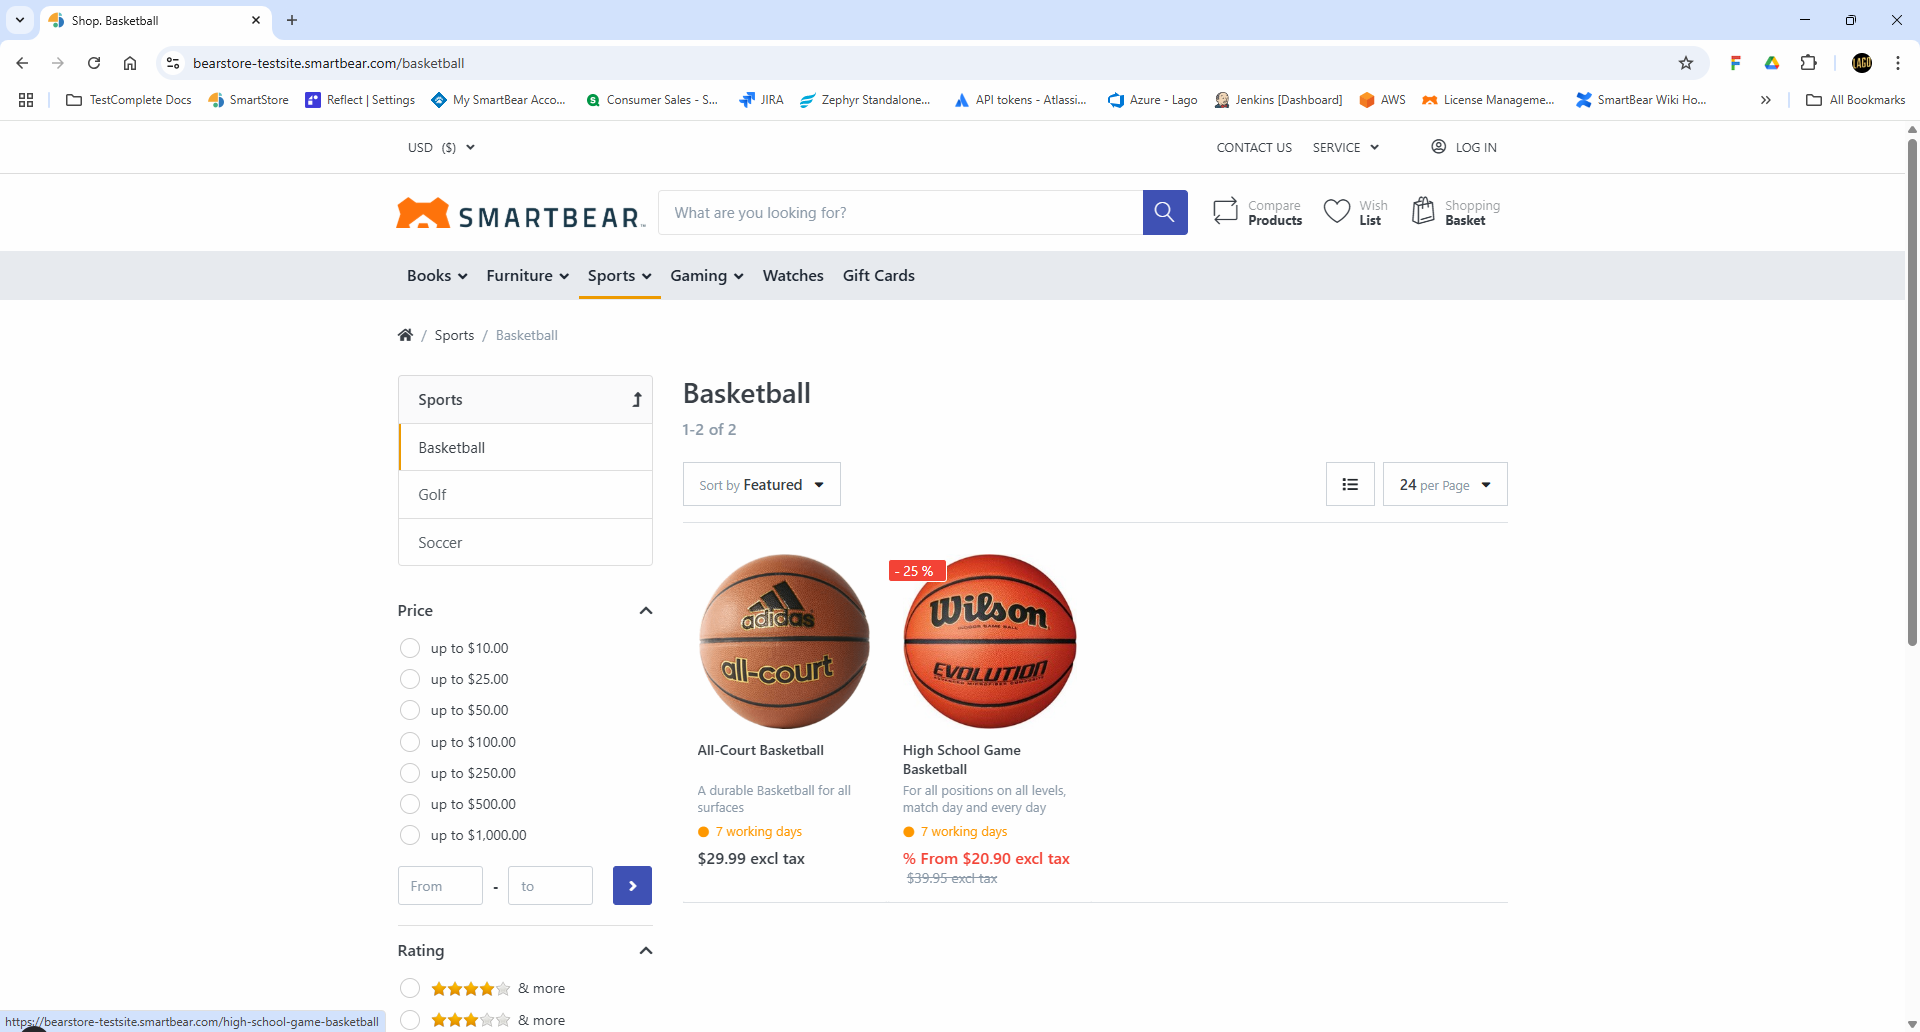 Shop. Basketball
bearstore-testsite.smartbear.com/basketball
TestComplete Docs
SmartStore
Reflect | Settings
My SmartBear Acco...
Consumer Sales - S...
JIRA
Zephyr Standalone...
API tokens - Atlassi...
Azure - Lago
Jenkins [Dashboard]
AWS
License Manageme...
SmartBear Wiki Ho...
All Bookmarks
USD ($)
CONTACT US
SERVICE
LOG IN
SMARTBEAR
What are you looking for?
Compare
Products
Wish
List
Shopping
Basket
Books
Furniture
Sports
Gaming
Watches
Gift Cards
/ Sports / Basketball
Sports
Basketball
Golf
Soccer
Basketball
1-2 of 2
Sort by Featured
24 per Page
Price
up to $10.00
up to $25.00
up to $50.00
up to $100.00
up to $250.00
up to $500.00
up to $1,000.00
From - to
Rating
& more
& more
adidas
all-court
All-Court Basketball
A durable Basketball for all
surfaces
7 working days
$29.99 excl tax
- 25 %
Wilson
EVOLUTION
High School Game
Basketball
For all positions on all levels,
match day and every day
7 working days
% From $20.90 excl tax
$39.95 excl tax
https://bearstore-testsite.smartbear.com/high-school-game-basketball